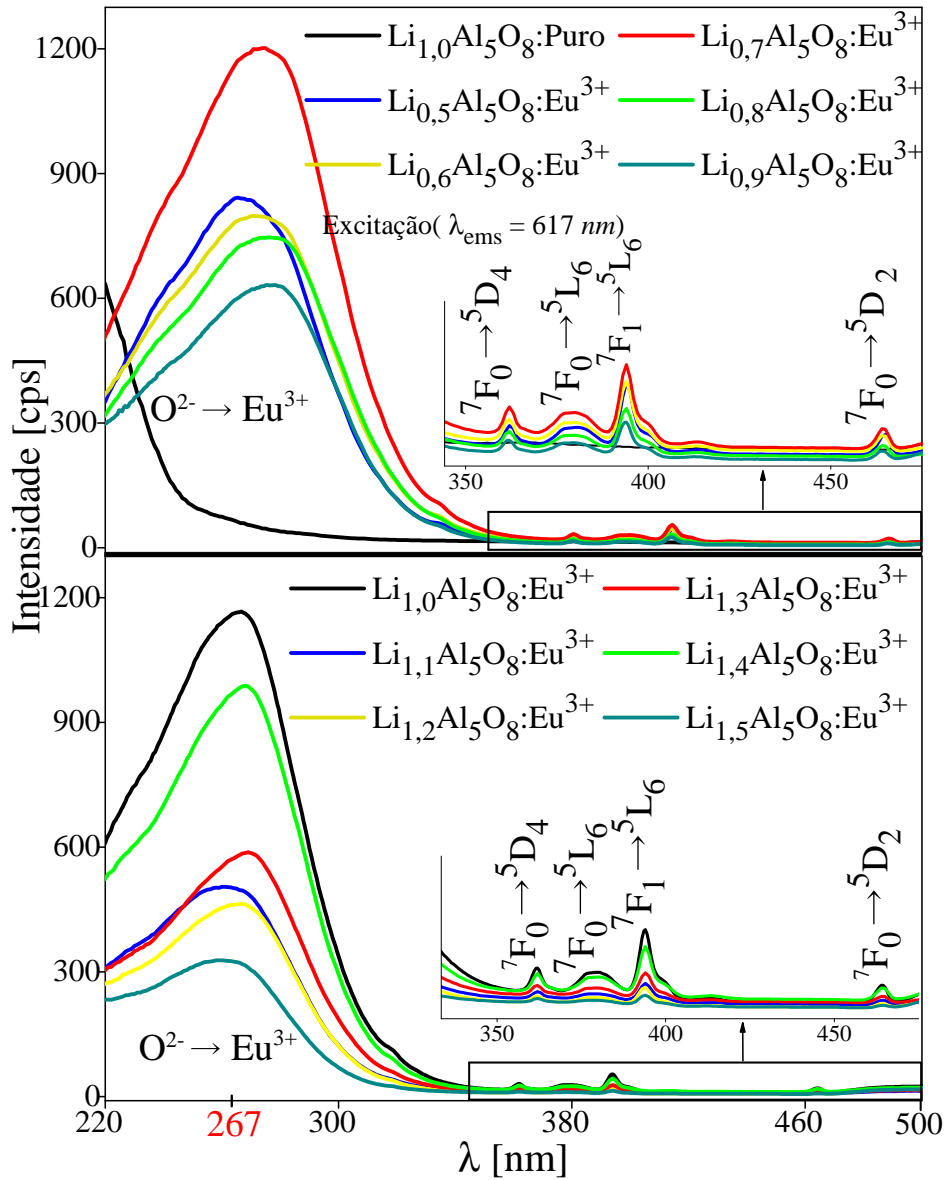 Intensidade [cps]
1200
900
600
300
0
Li1,0Al5O8:Puro
Li0,7Al5O8:Eu3+
Li0,5Al5O8:Eu3+
Li0,8Al5O8:Eu3+
Li0,6Al5O8:Eu3+
Li0,9Al5O8:Eu3+
Excitação( λems = 617 nm)
O2- → Eu3+
7F0→5D4
7F0→5L6
7F1→5L6
7F0→5D2
350
400
450
1200
900
600
300
0
Li1,0Al5O8:Eu3+
Li1,3Al5O8:Eu3+
Li1,1Al5O8:Eu3+
Li1,4Al5O8:Eu3+
Li1,2Al5O8:Eu3+
Li1,5Al5O8:Eu3+
O2- → Eu3+
7F0→5D4
7F0→5L6
7F1→5L6
7F0→5D2
350
400
450
220
267
300
380
460
500
λ [nm]